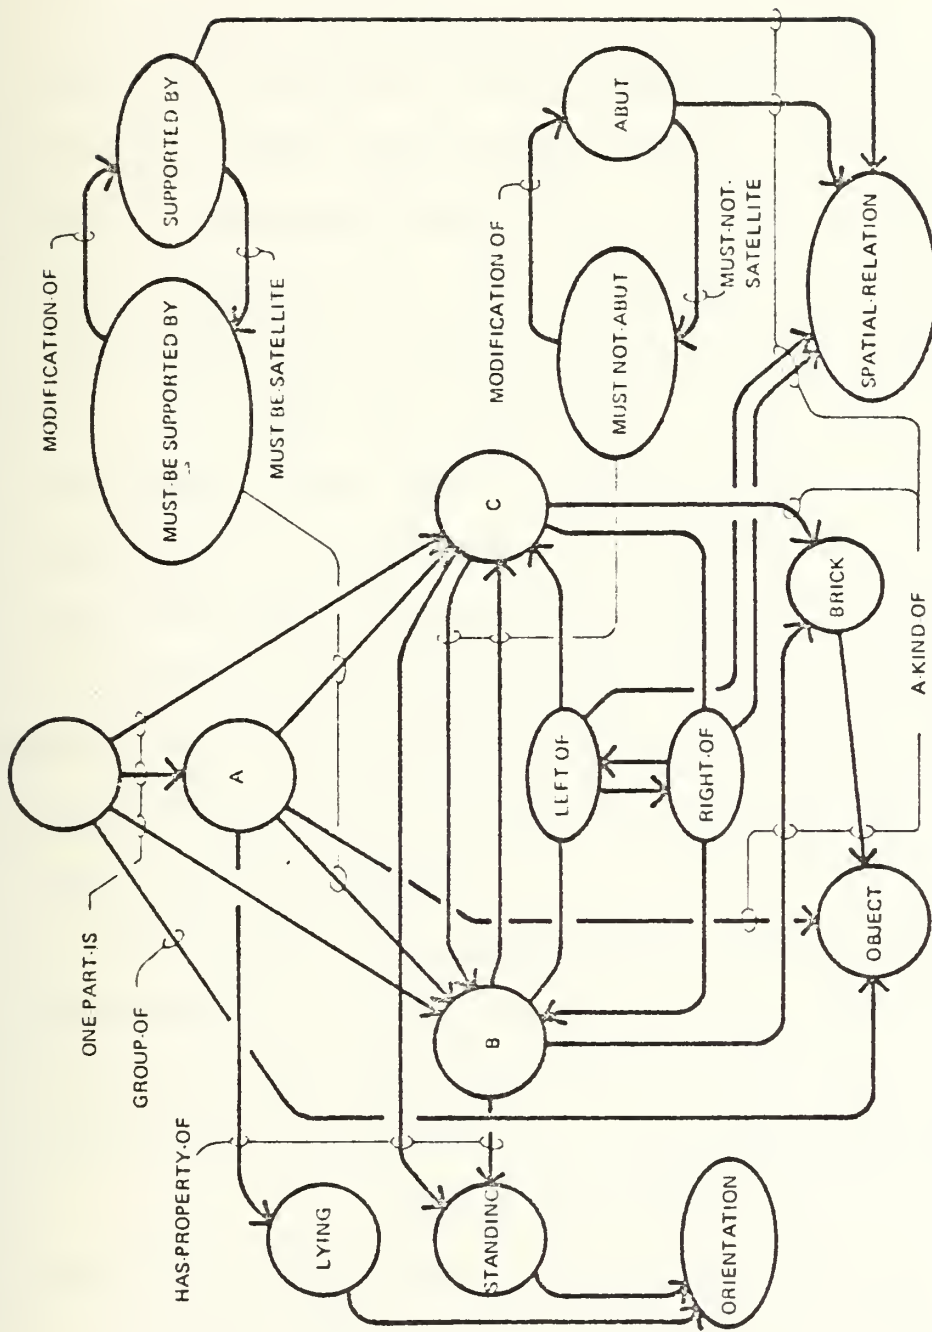 MODIFICATION-OF
ONE-PART-IS
GROUP-OF
MUST-BE-SUPPORTED-BY
SUPPORTED BY
HAS-PROPERTY-OF
A
MUST BE SATELLITE
LYING
STANDING
B
C
MODIFICATION OF
LEFT OF
MUST NOT-ABUT
ABUT
RIGHT-OF
MUST-NOT-
SATELLITE
ORIENTATION
BRICK
OBJECT
SPATIAL-RELATION
A-KIND-OF